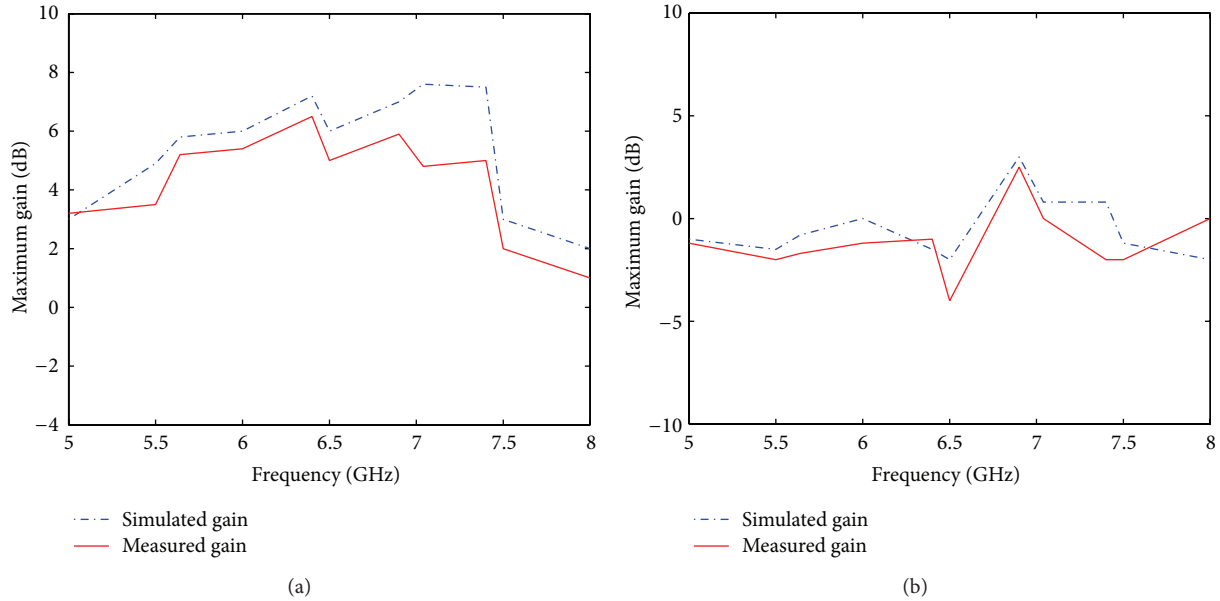 10
8
6
4
2
0
−2
−4
Maximum gain (dB)
5 5.5 6 6.5 7 7.5 8
Frequency (GHz)
Simulated gain
Measured gain
(a)
10
5
0
−5
−10
Maximum gain (dB)
5 5.5 6 6.5 7 7.5 8
Frequency (GHz)
Simulated gain
Measured gain
(b)